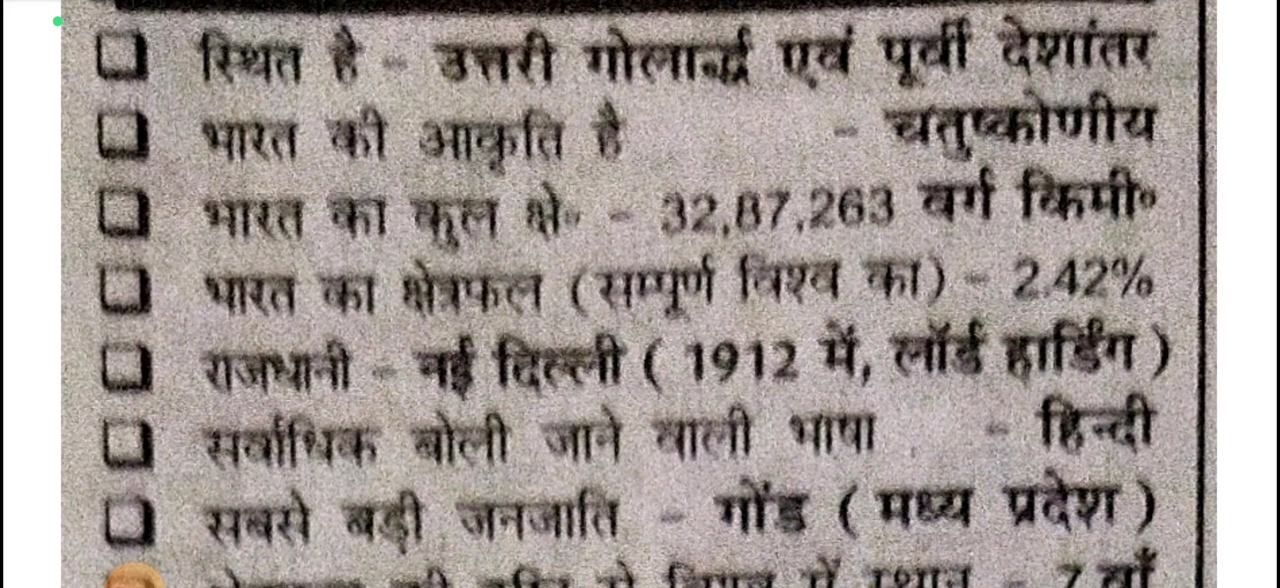 ❑ स्थित है - उत्तरी गोलार्द्ध एवं पूर्वी देशांतर
❑ भारत की आकृति है - चतुष्कोणीय
❑ भारत का कुल क्षे॰ - 32,87,263 वर्ग किमी॰
❑ भारत का क्षेत्रफल (सम्पूर्ण विश्व का) - 2.42%
❑ राजधानी - नई दिल्ली ( 1912 में, लॉर्ड हार्डिंग )
❑ सर्वाधिक बोली जाने वाली भाषा - हिन्दी
❑ सबसे बड़ी जनजाति - गोंड ( मध्य प्रदेश )
में स्थान - 7 वाँ